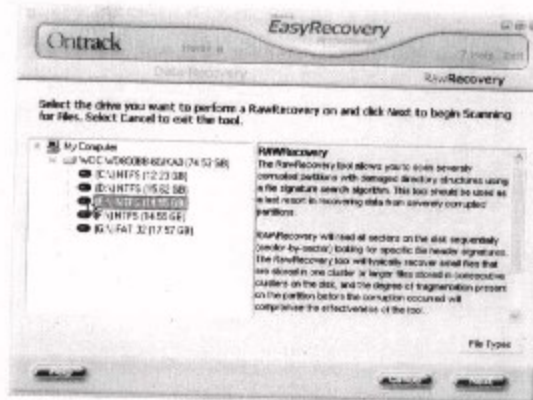 EasyRecovery
Ontrack
Data Recovery
RawRecovery
Select the drive you want to perform a RawRecovery on and click Next to begin Scanning
for Files. Select Cancel to exit the tool.
My Computer
(C:\) NTFS (12.23 GB)
(D:\) NTFS (15.62 GB)
(F:\) NTFS (14.55 GB)
(G:\) FAT 32 (17.57 GB)
RAWRecovery
The RawRecovery tool allows you to scan severely
corrupted partitions with damaged directory structures using
a file signature search algorithm. This tool should be used as
a last resort in recovering data from severely corrupted
partitions.
RAWRecovery will read all sectors on the disk sequentially
(sector-by-sector) looking for specific file header signatures.
The RawRecovery tool will typically recover small files that
are stored in one cluster or larger files stored in consecutive
clusters on the disk, and the degree of fragmentation present
on the partition before the corruption occurred will
compromise the effectiveness of the tool.
File Types
Cancel